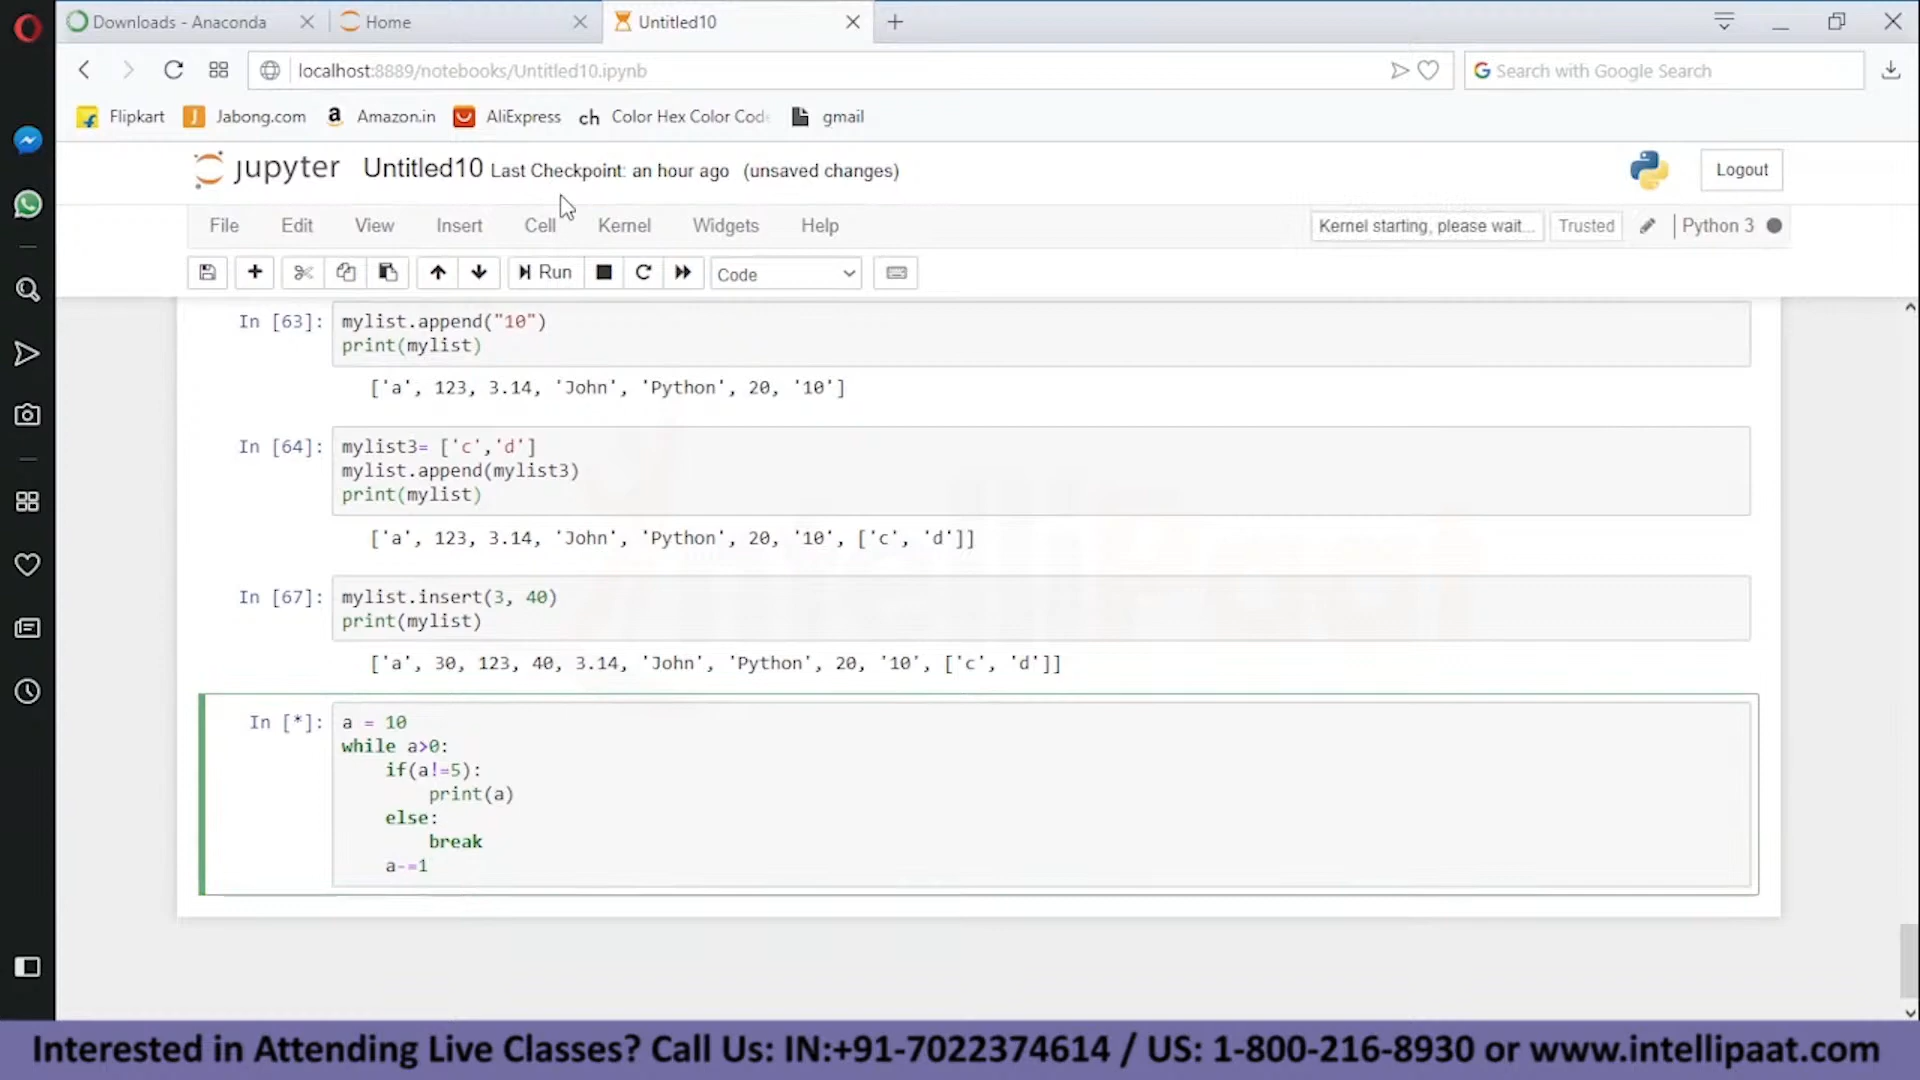 Downloads - Anaconda
Home
Untitled10
localhost:8889/notebooks/Untitled10.ipynb
Search with Google Search
Flipkart
Jabong.com
Amazon.in
AliExpress
ch Color Hex Color Cod
gmail
jupyter Untitled10 Last Checkpoint: an hour ago (unsaved changes)
Logout
File Edit View Insert Cell Kernel Widgets Help
Kernel starting, please wait...
Trusted
Python 3
Run
Code
In [63]: mylist.append("10")
print(mylist)
['a', 123, 3.14, 'John', 'Python', 20, '10']
In [64]: mylist3= ['c','d']
mylist.append(mylist3)
print(mylist)
['a', 123, 3.14, 'John', 'Python', 20, '10', ['c', 'd']]
In [67]: mylist.insert(3, 40)
print(mylist)
['a', 30, 123, 40, 3.14, 'John', 'Python', 20, '10', ['c', 'd']]
In [*]: a = 10
while a>0:
    if(a!=5):
        print(a)
    else:
        break
    a-=1
Interested in Attending Live Classes? Call Us: IN:+91-7022374614 / US: 1-800-216-8930 or www.intellipaat.com